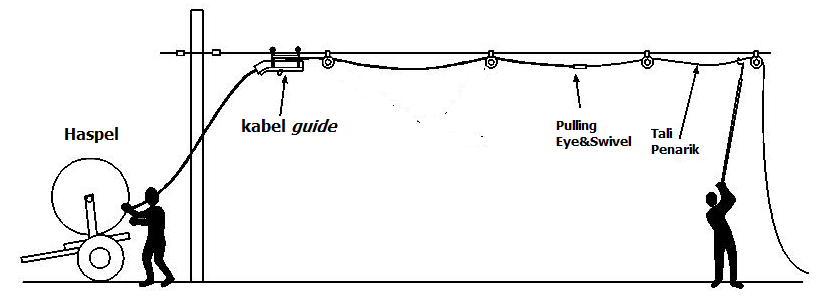 Haspel
kabel guide
Pulling
Eye&Swivel
Tali
Penarik